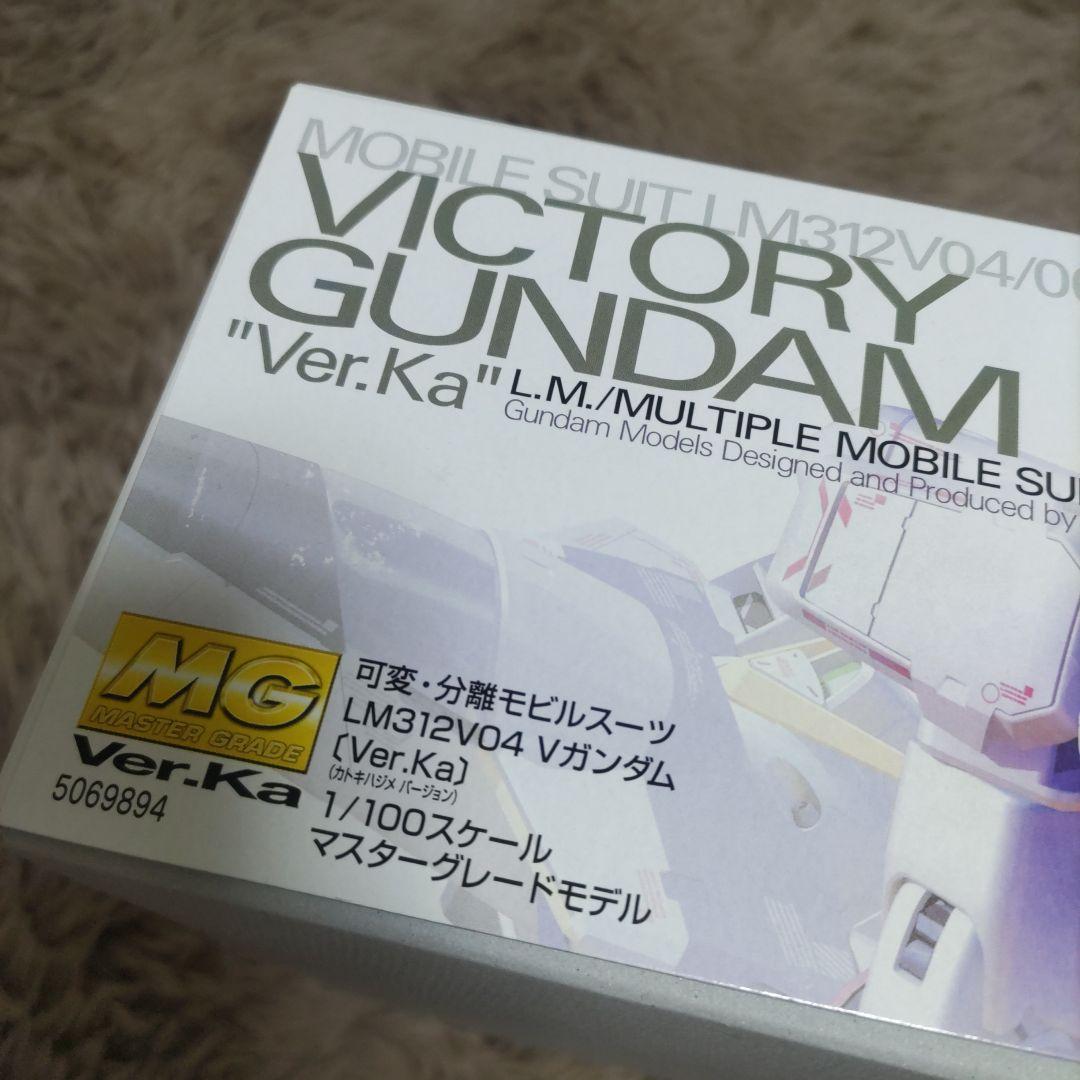 MOBILE SUIT LM312V04/0
VICTORY
GUNDAM
"Ver.Ka"
L.M./MULTIPLE MOBILE SU
Gundam Models Designed and Produced by
MG
MASTER GRADE
Ver.Ka
5069894
可変・分離モビルスーツ
LM312V04 Vガンダム
〔Ver.Ka〕
(カトキハジメ バージョン)
1/100スケール
マスターグレードモデル